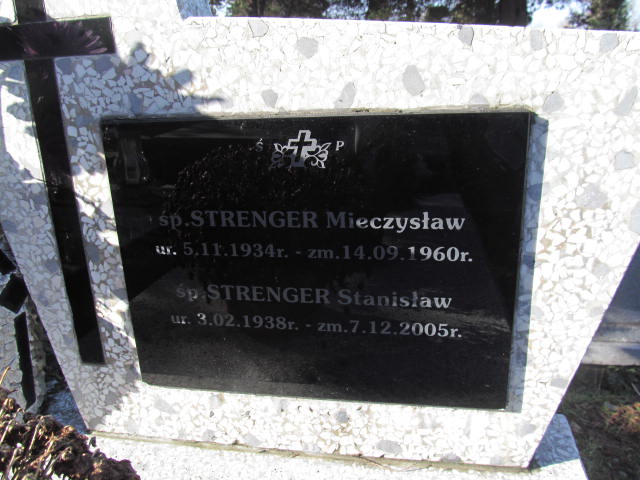 Ś P
śp.STRENGER Mieczysław
ur. 5.11.1934r. - zm.14.09.1960r.
śp.STRENGER Stanisław
ur. 3.02.1938r. - zm.7.12.2005r.